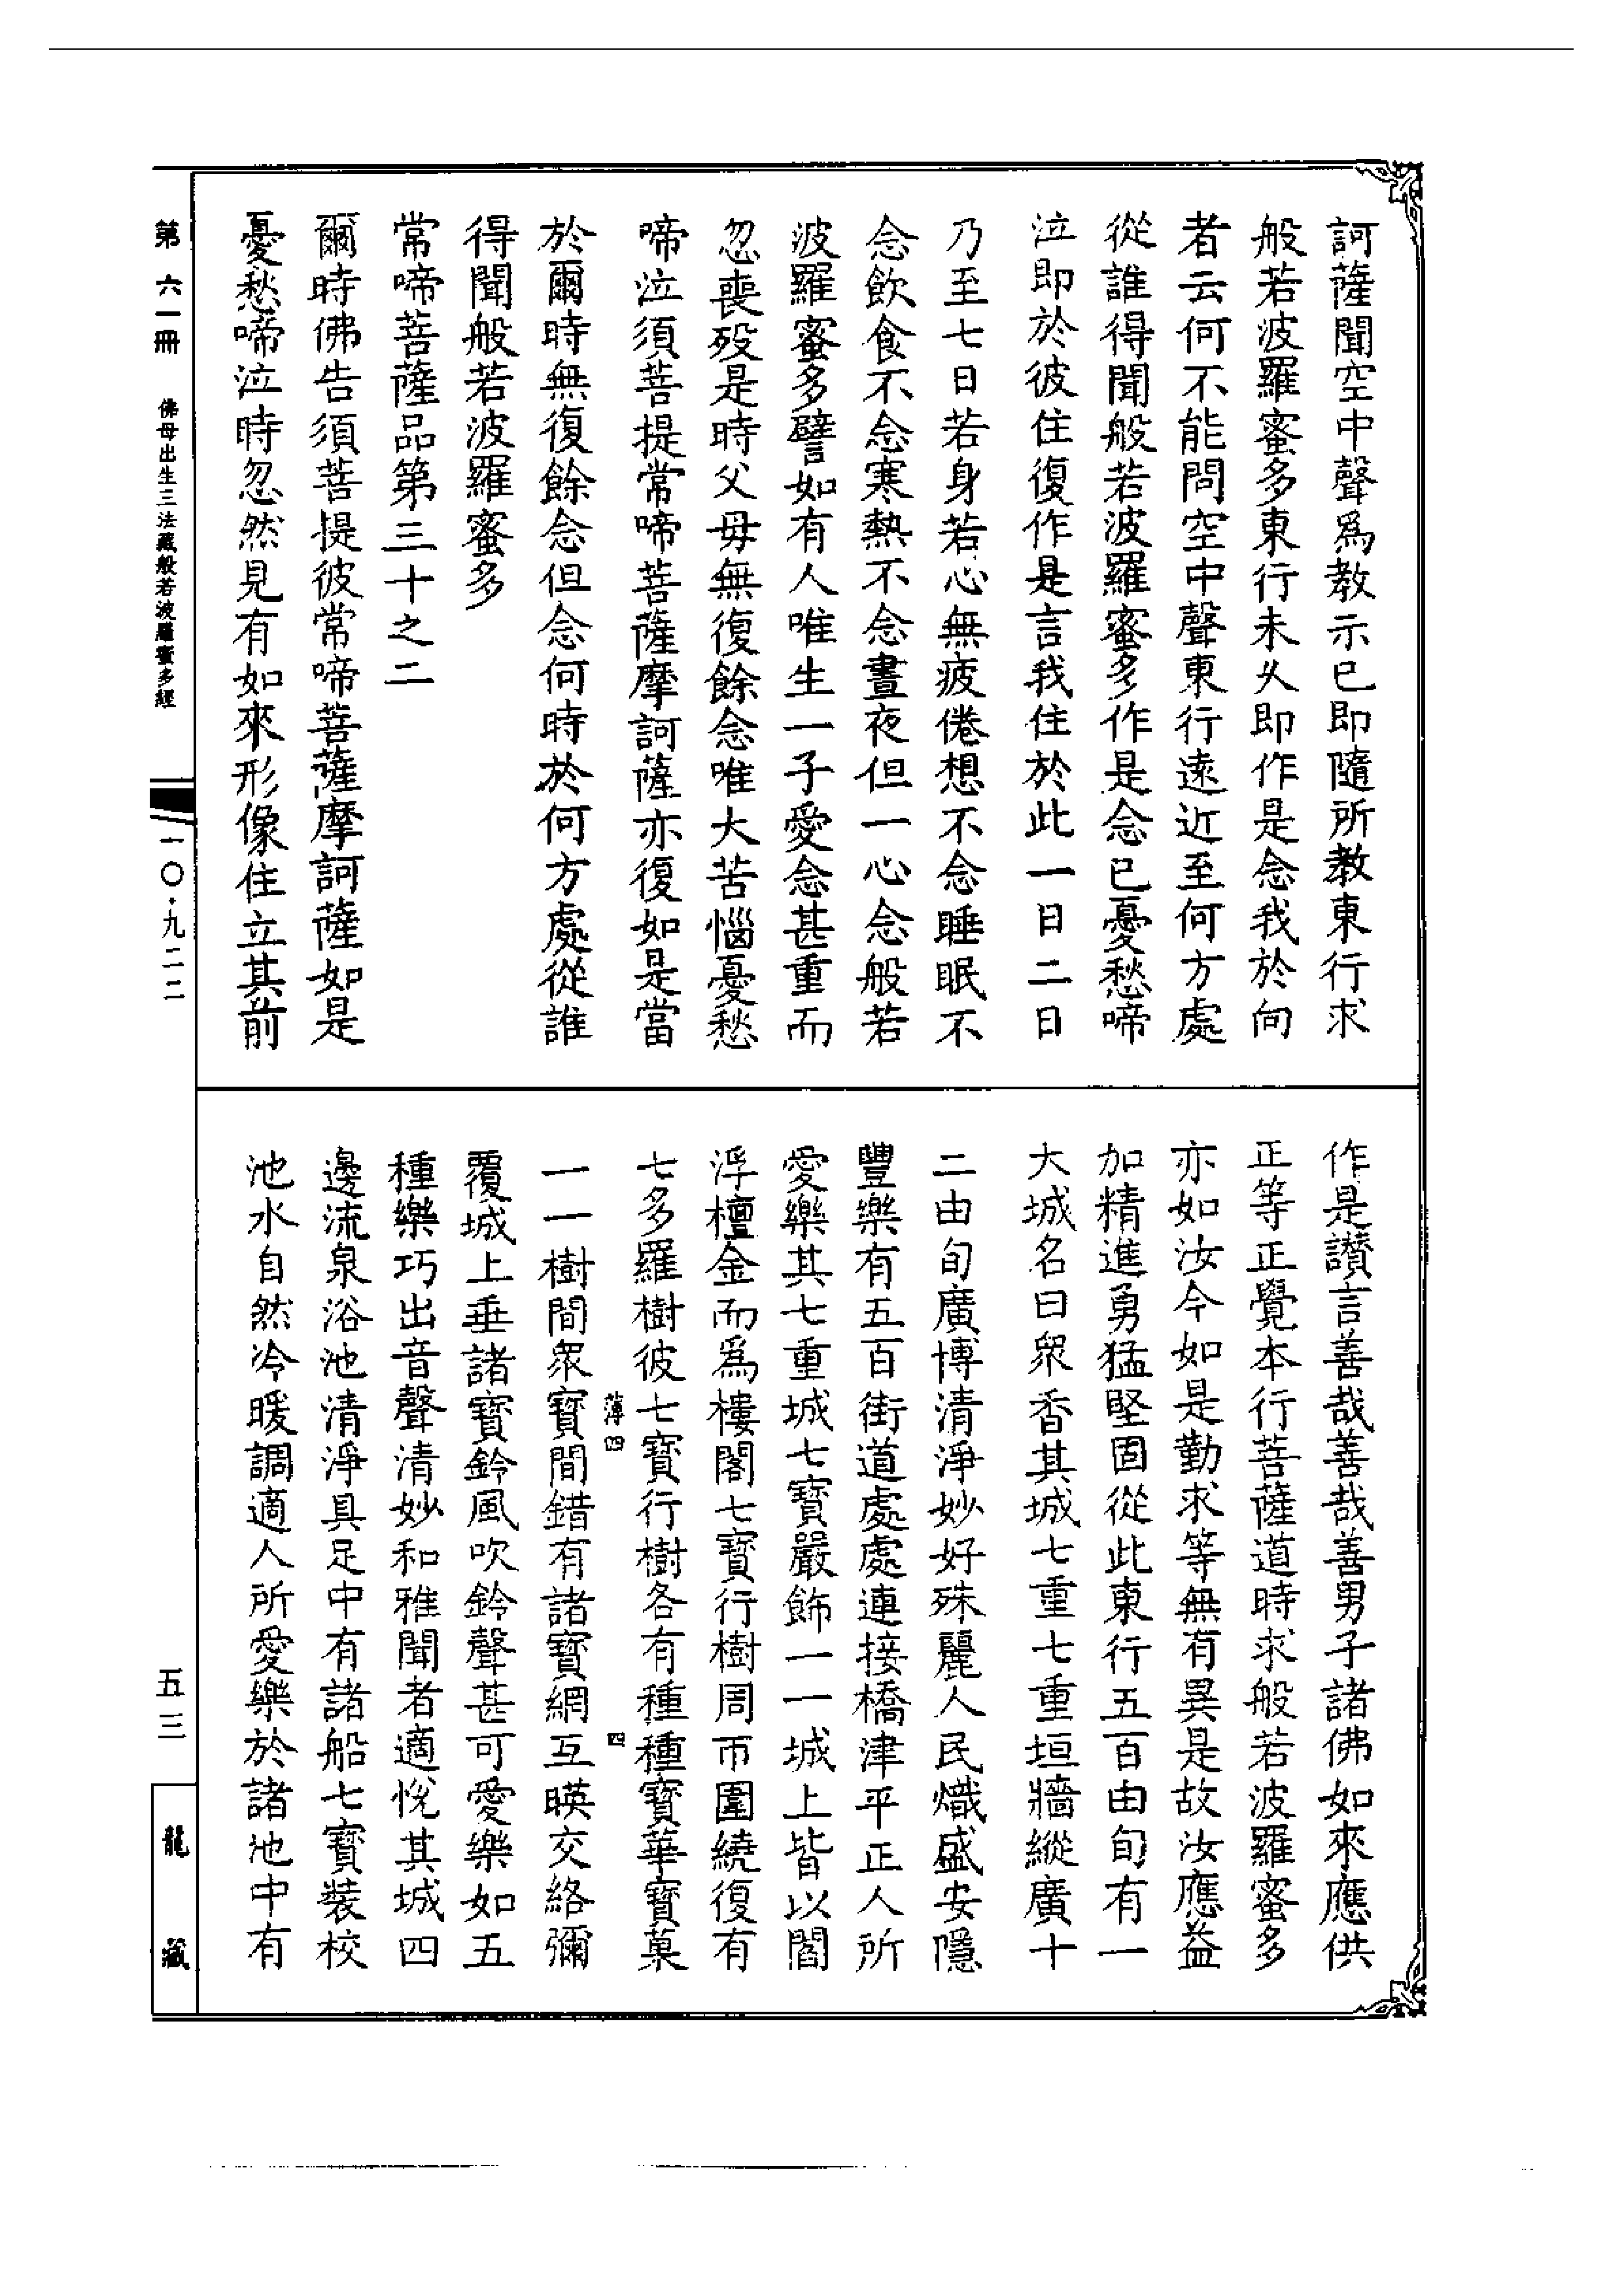 訶薩聞空中聲爲教示已即隨所教東行求
般若波羅蜜多東行未久即作是念我於向
者云何不能問空中聲東行遠近至何方處
從誰得聞般若波羅蜜多作是念已憂愁啼
泣即於彼住復作是言我住於此一日二日
乃至七日若身若心無疲倦想不念睡眠不
念飲食不念寒熱不念晝夜但一心念般若
波羅蜜多譬如有人唯生一子愛念甚重而
忽喪歿是時父母無復餘念唯大苦惱憂愁
啼泣須菩提常啼菩薩摩訶薩亦復如是當
於爾時無復餘念但念何時於何方處從誰
得聞般若波羅蜜多
常啼菩薩品第三十之二
爾時佛告須菩提彼常啼菩薩摩訶薩如是
憂愁啼泣時忽然見有如來形像住立其前
作是讚言善哉善哉善男子諸佛如來應供
正等正覺本行菩薩道時求般若波羅蜜多
亦如汝今如是勤求等無有異是故汝應益
加精進勇猛堅固從此東行五百由旬有一
大城名曰衆香其城七重七重垣牆縱廣十
二由旬廣博清淨妙好殊麗人民熾盛安隱
豐樂有五百街道處處連接橋津平正人所
愛樂其七重城七寶嚴飾一一城上皆以閻
浮檀金而爲樓閣七寶行樹周帀圍繞復有
七多羅樹彼七寶行樹各有種種寶華寶菓
一一樹間衆寶間錯有諸寶網互暎交絡彌
覆城上垂諸寶鈴風吹鈴聲甚可愛樂如五
種樂巧出音聲清妙和雅聞者適悅其城四
邊流泉浴池清淨具足中有諸船七寶裝校
池水自然冷暖調適人所愛樂於諸池中有
薄四
四
第六一冊
佛母出生三法藏般若波羅蜜多經
一〇·九二二
五三
龍藏